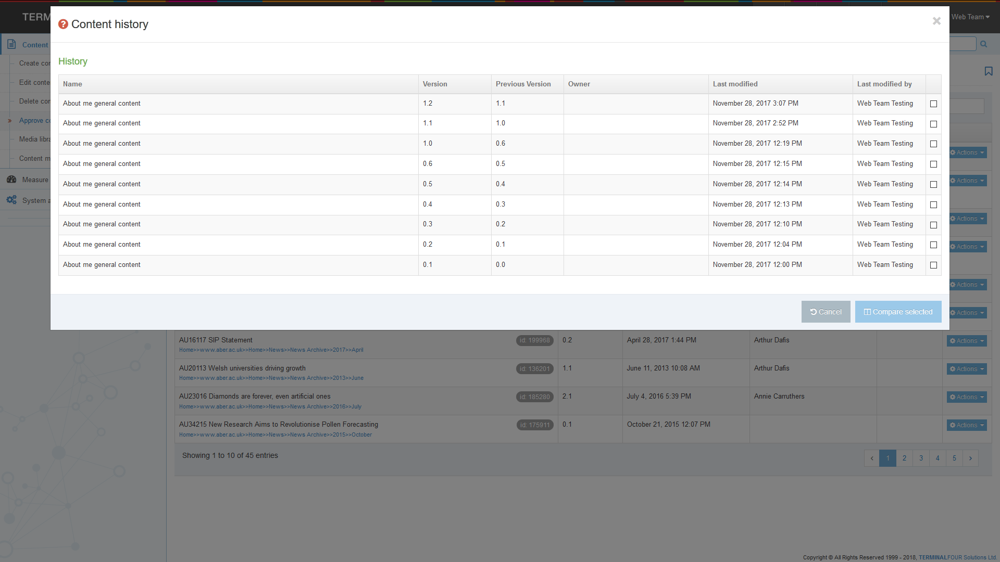 TERM
Web Team
Content history
Content
Create con
Edit conte
Delete con
Approve co
Media libra
Content m
Measure
System a
History
Name Version Previous Version Owner Last modified Last modified by
About me general content 1.2 1.1 November 28, 2017 3:07 PM Web Team Testing
About me general content 1.1 1.0 November 28, 2017 2:52 PM Web Team Testing
About me general content 1.0 0.6 November 28, 2017 12:19 PM Web Team Testing
About me general content 0.6 0.5 November 28, 2017 12:15 PM Web Team Testing
About me general content 0.5 0.4 November 28, 2017 12:14 PM Web Team Testing
About me general content 0.4 0.3 November 28, 2017 12:13 PM Web Team Testing
About me general content 0.3 0.2 November 28, 2017 12:10 PM Web Team Testing
About me general content 0.2 0.1 November 28, 2017 12:04 PM Web Team Testing
About me general content 0.1 0.0 November 28, 2017 12:00 PM Web Team Testing
Actions
Actions
Actions
Actions
Actions
Actions
Cancel Compare selected
AU16117 SIP Statement id: 199968 0.2 April 28, 2017 1:44 PM Arthur Dafis Actions
Home>>www.aber.ac.uk>>Home>>News>>News Archive>>2017>>April
AU20113 Welsh universities driving growth id: 136201 1.1 June 11, 2013 10:08 AM Arthur Dafis Actions
Home>>www.aber.ac.uk>>Home>>News>>News Archive>>2013>>June
AU23016 Diamonds are forever, even artificial ones id: 185280 2.1 July 4, 2016 5:39 PM Annie Carruthers Actions
Home>>www.aber.ac.uk>>Home>>News>>News Archive>>2016>>July
AU34215 New Research Aims to Revolutionise Pollen Forecasting id: 175911 0.1 October 21, 2015 12:07 PM Actions
Home>>www.aber.ac.uk>>Home>>News>>News Archive>>2015>>October
Showing 1 to 10 of 45 entries
‹ 1 2 3 4 5 ›
Copyright © All Rights Reserved 1999 - 2018, TERMINALFOUR Solutions Ltd.